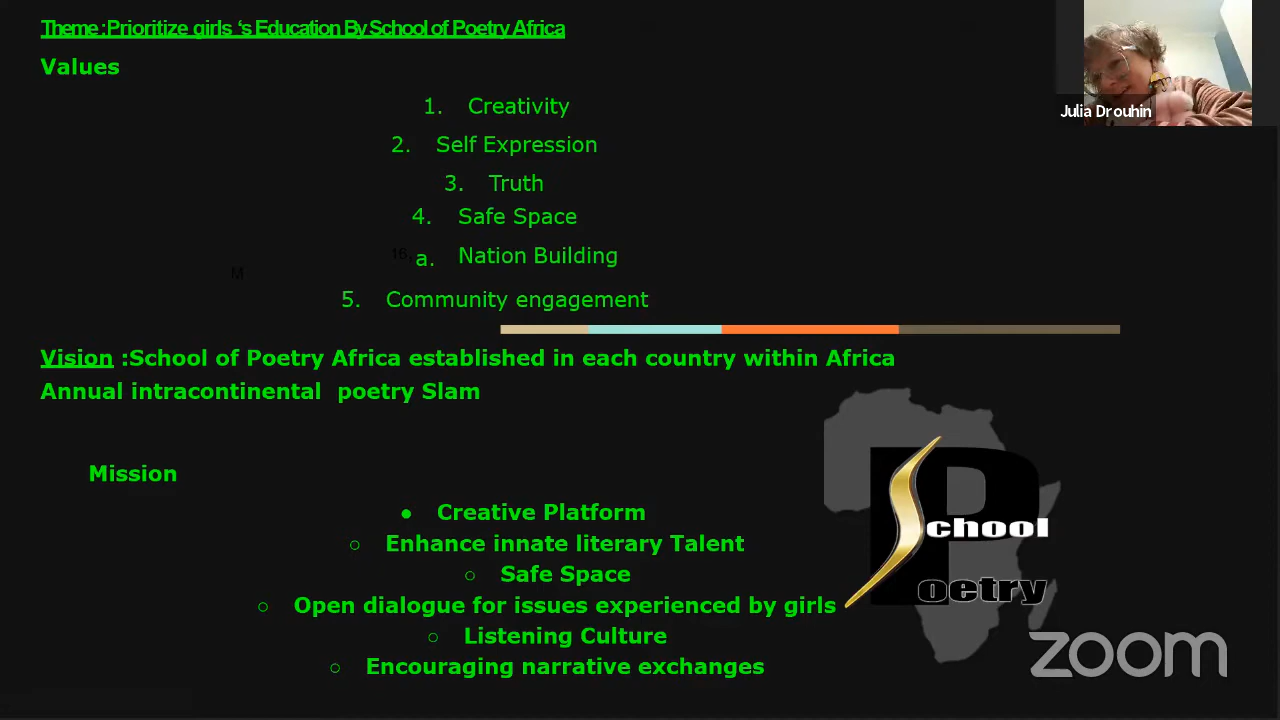 Theme :Prioritize girls ‘s Education By School of Poetry Africa
Values
1. Creativity
2. Self Expression
3. Truth
4. Safe Space
16,
a. Nation Building
M
5. Community engagement
Vision :School of Poetry Africa established in each country within Africa
Annual intracontinental poetry Slam
Mission
● Creative Platform
○ Enhance innate literary Talent
○ Safe Space
○ Open dialogue for issues experienced by girls
○ Listening Culture
○ Encouraging narrative exchanges
School
Poetry
Julia Drouhin
zoom